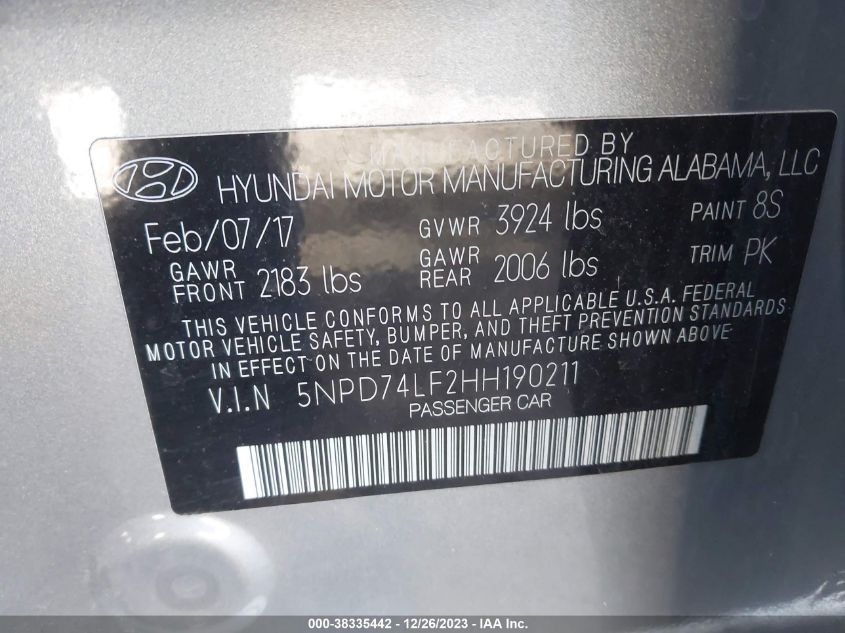 MANUFACTURED BY
HYUNDAI MOTOR MANUFACTURING ALABAMA, LLC
Feb/07/17 GVWR 3924 lbs PAINT 8S
GAWR FRONT 2183 lbs GAWR REAR 2006 lbs TRIM PK
THIS VEHICLE CONFORMS TO ALL APPLICABLE U.S.A. FEDERAL
MOTOR VEHICLE SAFETY, BUMPER, AND THEFT PREVENTION STANDARDS
IN EFFECT ON THE DATE OF MANUFACTURE SHOWN ABOVE
V.I.N 5NPD74LF2HH190211
PASSENGER CAR
000-38335442 - 12/26/2023 - IAA Inc.